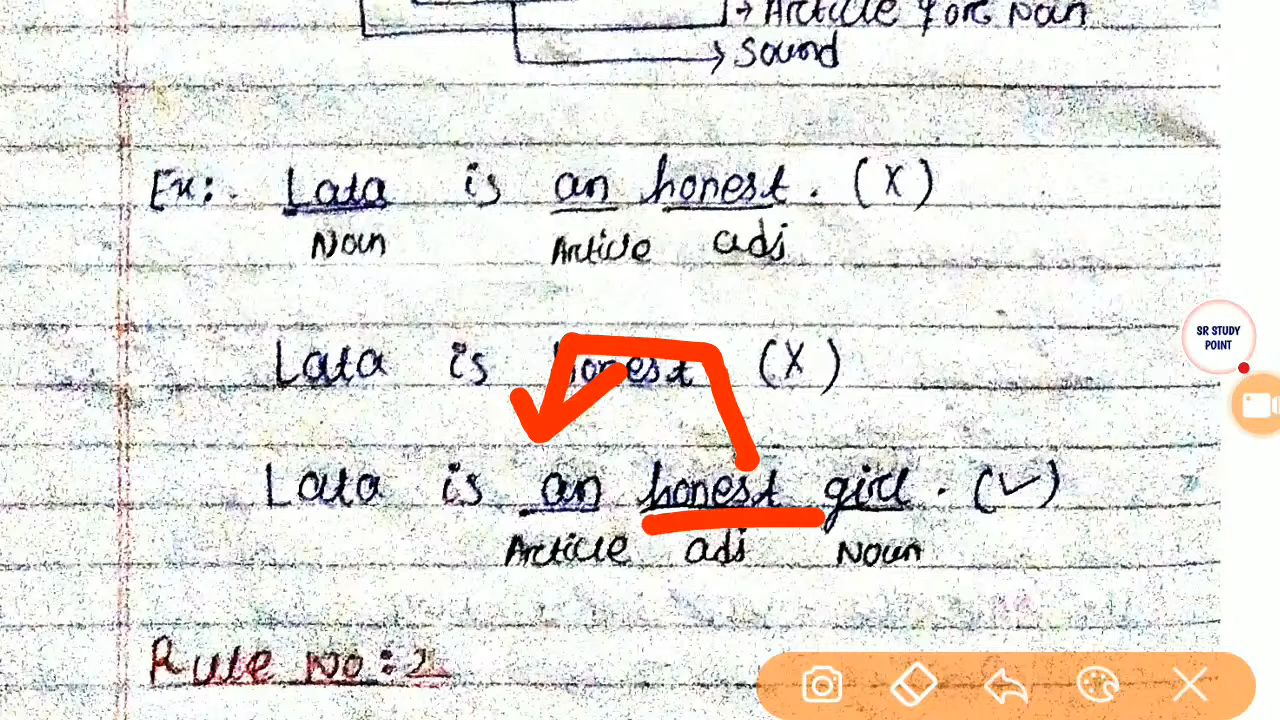 → Article for Noun
→ Sound
Ex:. Lata is an honest. (X)
Noun Article adj
Lata is honest (X)
SR STUDY
POINT
Lata is an honest girl. (✓)
Article adj Noun
Rule No:2